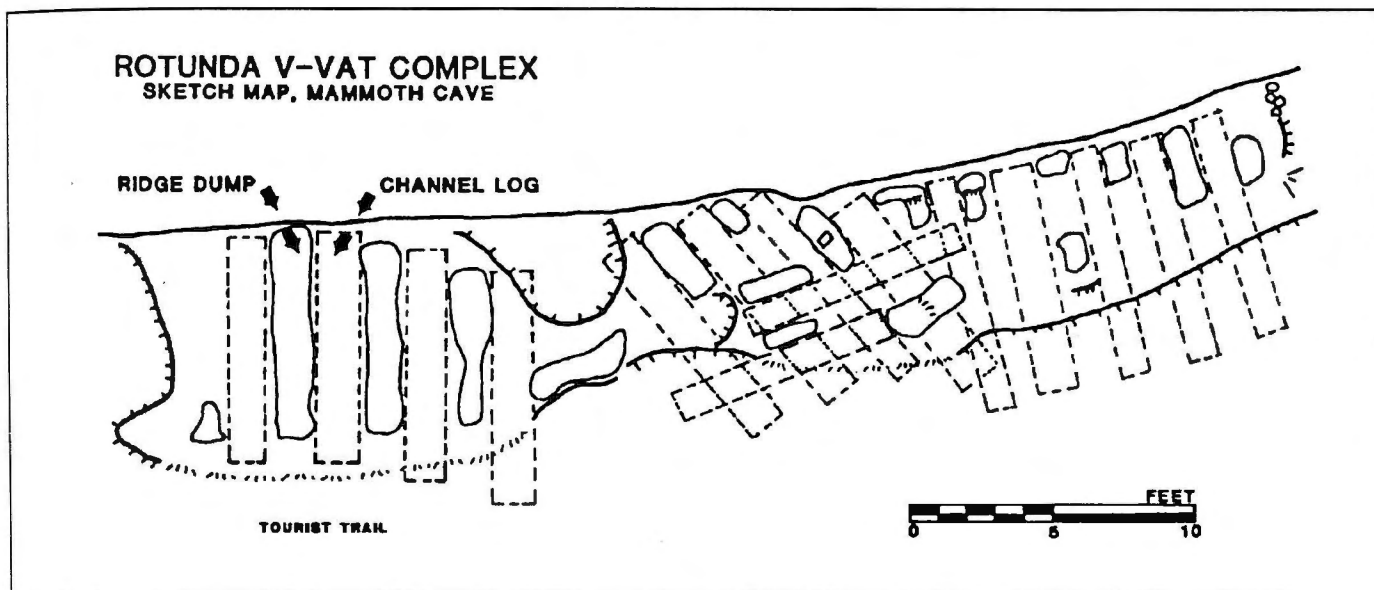 ROTUNDA V-VAT COMPLEX
SKETCH MAP, MAMMOTH CAVE
RIDGE DUMP
CHANNEL LOG
TOURIST TRAIL
FEET
0 5 10